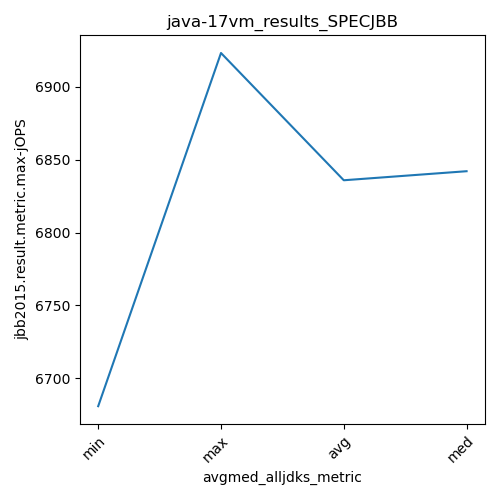 java-17vm_results_SPECJBB
jbb2015.result.metric.max-jOPS
6900
6850
6800
6750
6700
min
max
avg
med
avgmed_alljdks_metric